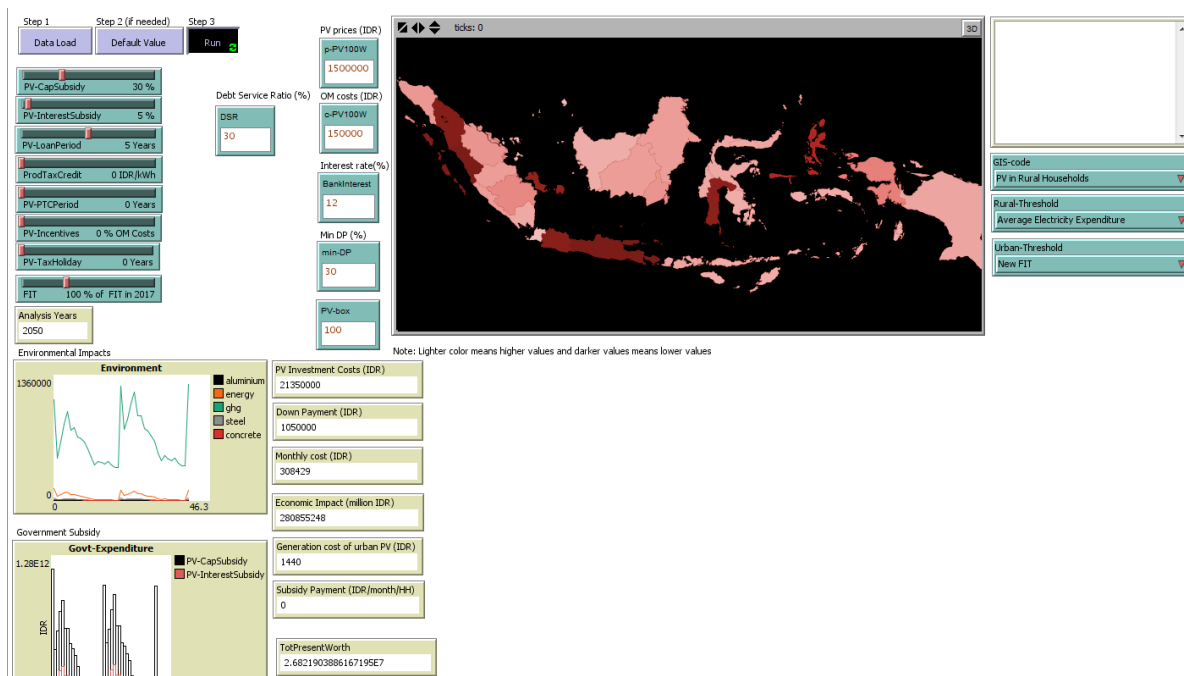 Step 1
Step 2 (if needed)
Step 3
Data Load
Default Value
Run
PV-CapSubsidy 30 %
PV-InterestSubsidy 5 %
PV-LoanPeriod 5 Years
ProdTaxCredit 0 IDR/kWh
PV-PTCPeriod 0 Years
PV-Incentives 0 % OM Costs
PV-TaxHoliday 0 Years
FIT 100 % of FIT in 2017
Analysis Years
2050
Debt Service Ratio (%)
DSR
30
PV prices (IDR)
p-PV100W
1500000
OM costs (IDR)
c-PV100W
150000
Interest rate(%)
BankInterest
12
Min DP (%)
min-DP
30
PV-box
100
ticks: 0
3D
Note: Lighter color means higher values and darker values means lower values
GIS-code
PV in Rural Households
Rural-Threshold
Average Electricity Expenditure
Urban-Threshold
New FIT
Environmental Impacts
Environment
1360000
0
0
46.3
aluminium
energy
ghg
steel
concrete
Government Subsidy
Govt-Expenditure
1.28E12
IDR
PV-CapSubsidy
PV-InterestSubsidy
PV Investment Costs (IDR)
21350000
Down Payment (IDR)
1050000
Monthly cost (IDR)
308429
Economic Impact (million IDR)
280855248
Generation cost of urban PV (IDR)
1440
Subsidy Payment (IDR/month/HH)
0
TotPresentWorth
2.6821903886167195E7